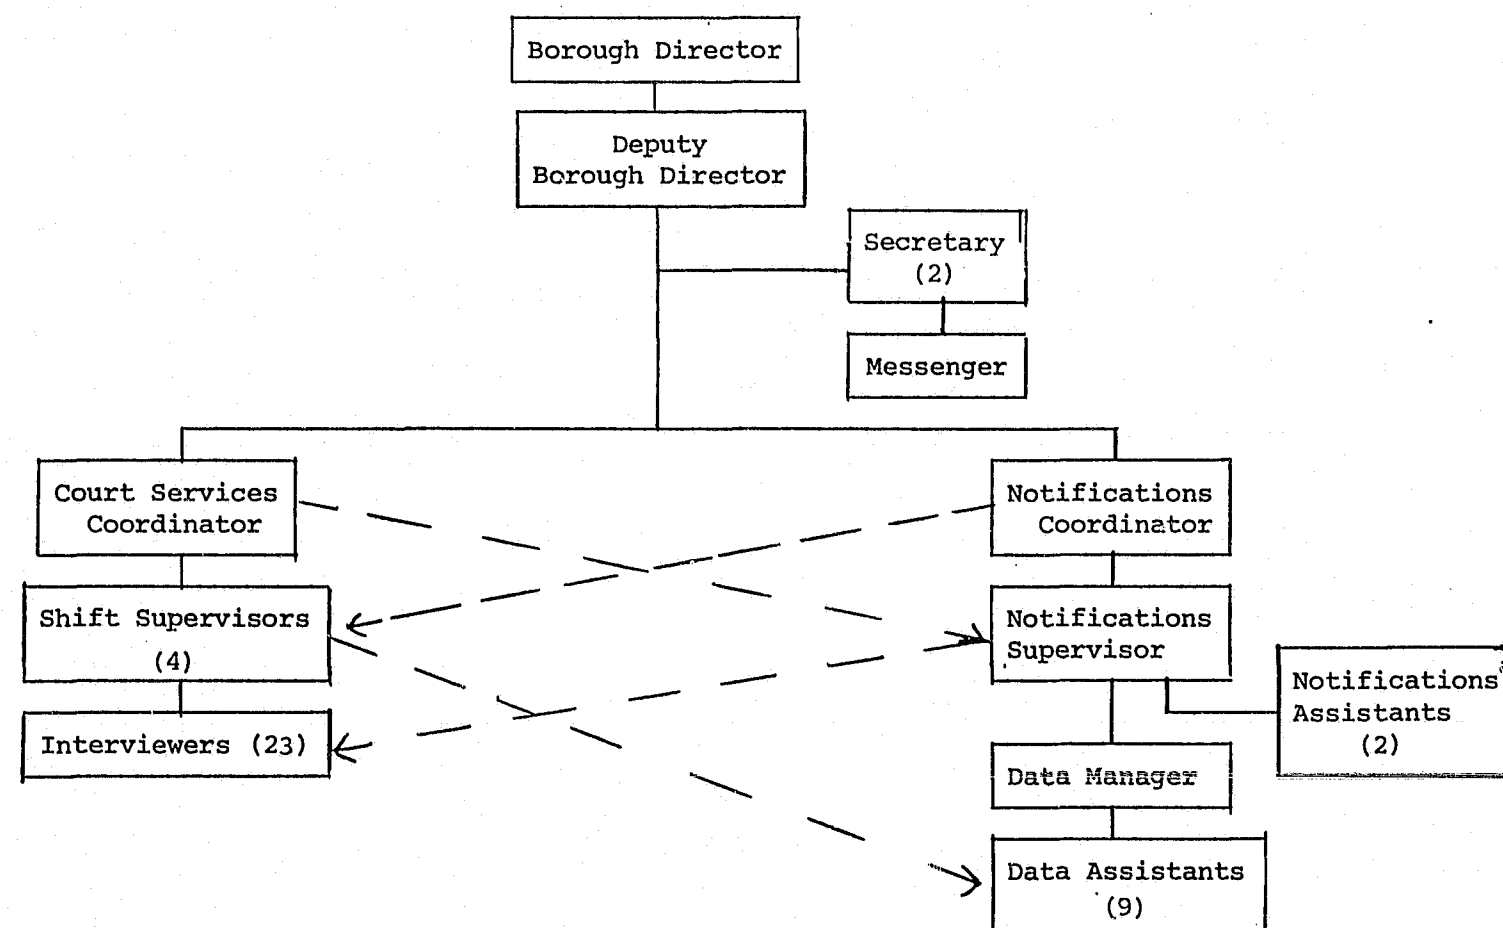 Borough Director
Deputy
Borough Director
Secretary
(2)
Messenger
Court Services
Coordinator
Notifications
Coordinator
Shift Supervisors
(4)
Notifications
Supervisor
Notifications
Assistants
(2)
Interviewers (23)
Data Manager
Data Assistants
(9)